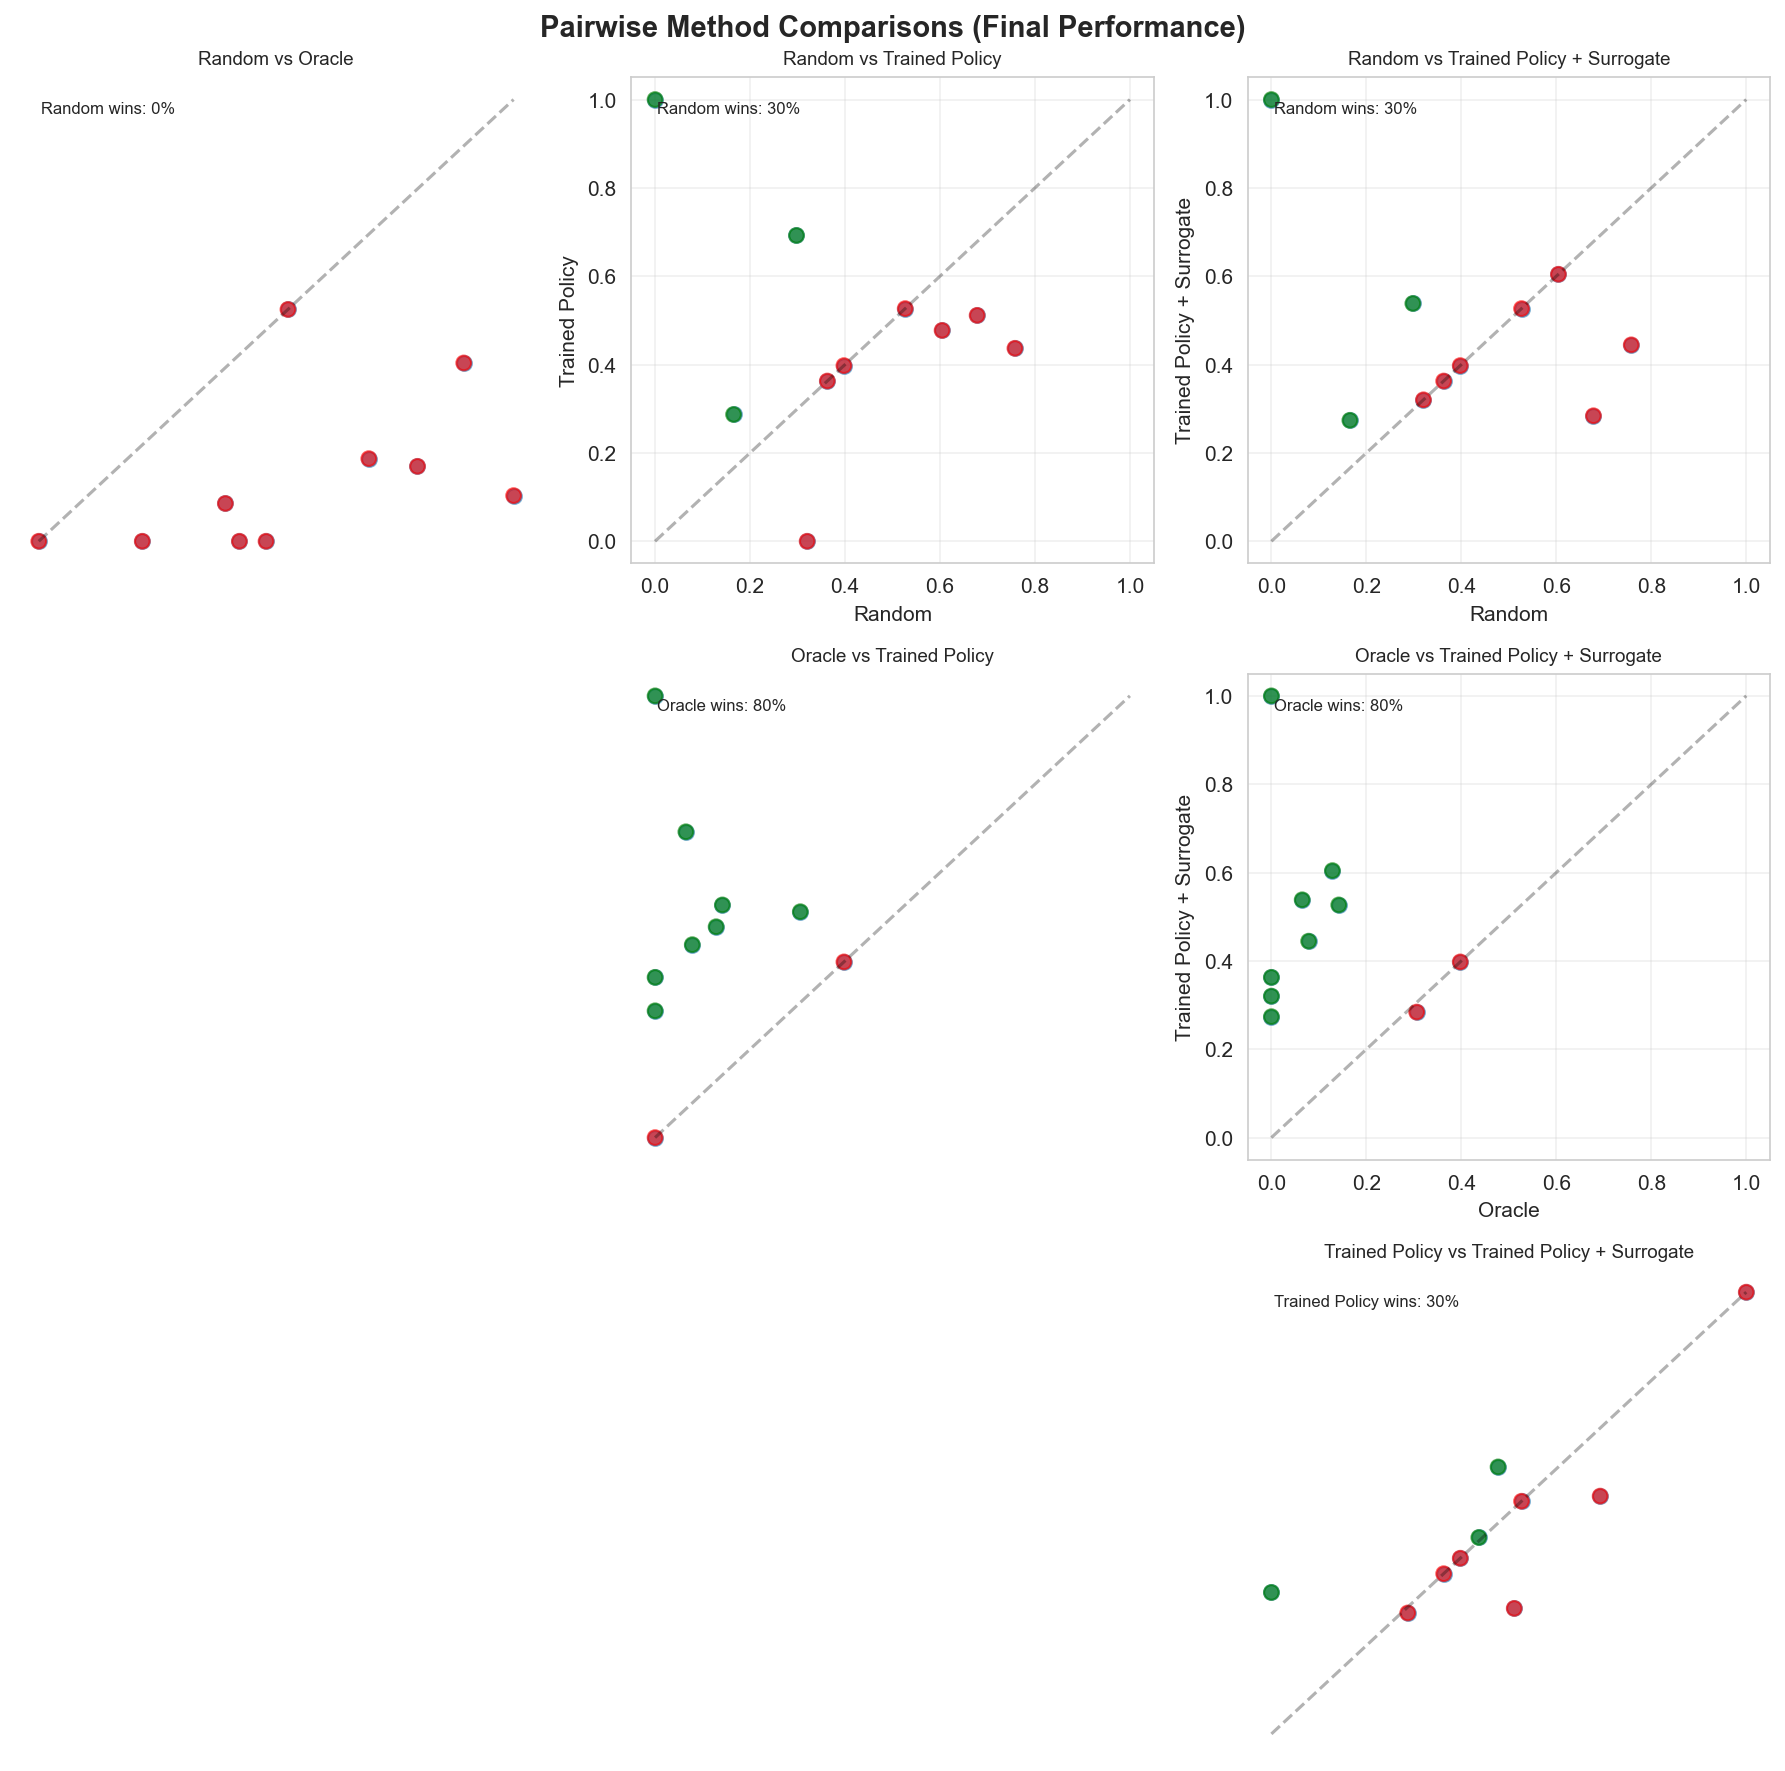 Pairwise Method Comparisons (Final Performance)
Random vs Oracle
Random wins: 0%
Random vs Trained Policy
Random wins: 30%
Trained Policy
1.0
0.8
0.6
0.4
0.2
0.0
0.0 0.2 0.4 0.6 0.8 1.0
Random
Random vs Trained Policy + Surrogate
Random wins: 30%
Trained Policy + Surrogate
1.0
0.8
0.6
0.4
0.2
0.0
0.0 0.2 0.4 0.6 0.8 1.0
Random
Oracle vs Trained Policy
Oracle wins: 80%
Oracle vs Trained Policy + Surrogate
Oracle wins: 80%
Trained Policy + Surrogate
1.0
0.8
0.6
0.4
0.2
0.0
0.0 0.2 0.4 0.6 0.8 1.0
Oracle
Trained Policy vs Trained Policy + Surrogate
Trained Policy wins: 30%